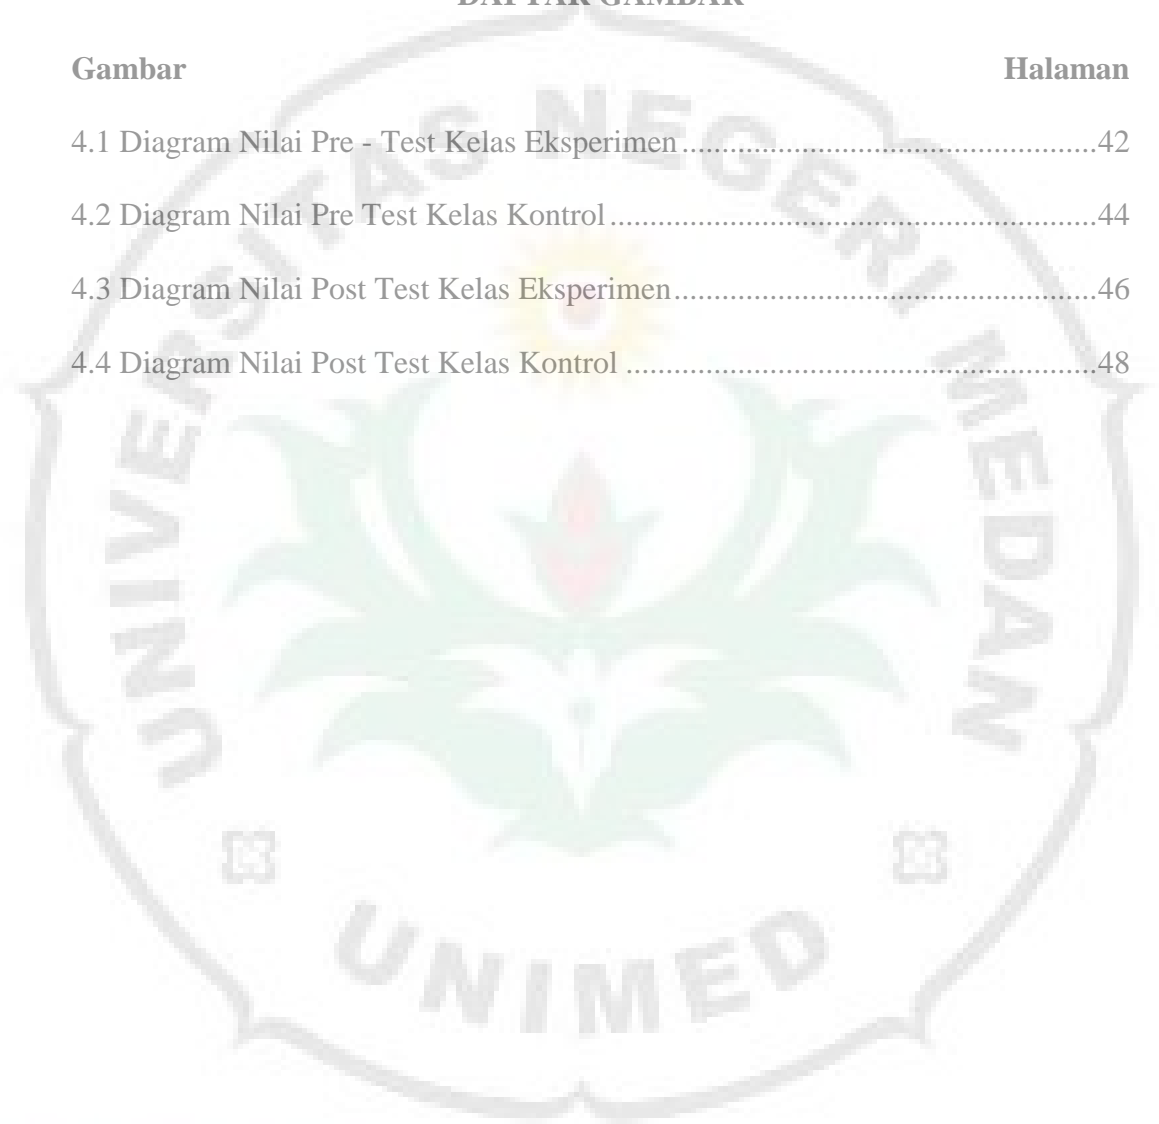 DAFTAR GAMBAR
Gambar Halaman
4.1 Diagram Nilai Pre - Test Kelas Eksperimen..................................................42
4.2 Diagram Nilai Pre Test Kelas Kontrol...........................................................44
4.3 Diagram Nilai Post Test Kelas Eksperimen...................................................46
4.4 Diagram Nilai Post Test Kelas Kontrol .........................................................48
UNIVERSITAS NEGERI MEDAN
UNIMED